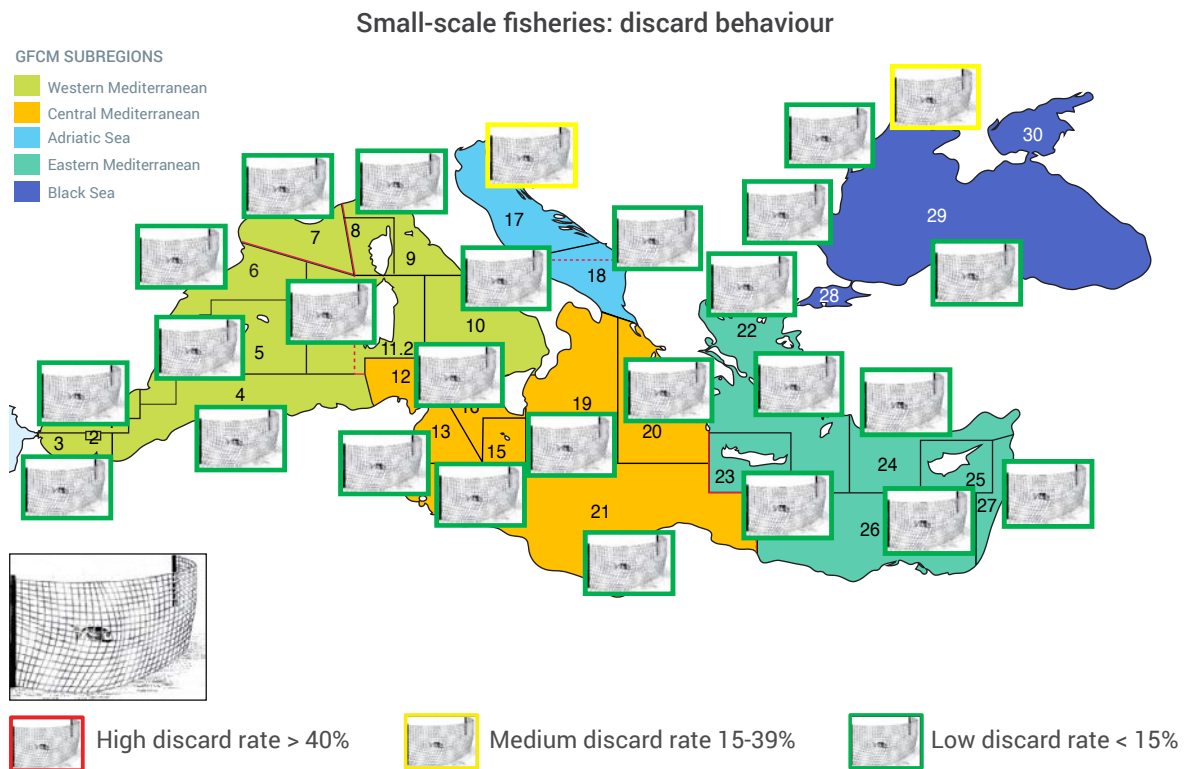 Small-scale fisheries: discard behaviour
GFCM SUBREGIONS
Western Mediterranean
Central Mediterranean
Adriatic Sea
Eastern Mediterranean
Black Sea
30
17
29
7
8
9
6
18
28
10
22
5
11.2
12
4
19
3
2
13
15
20
24
23
25
27
21
26
High discard rate > 40%
Medium discard rate 15-39%
Low discard rate < 15%